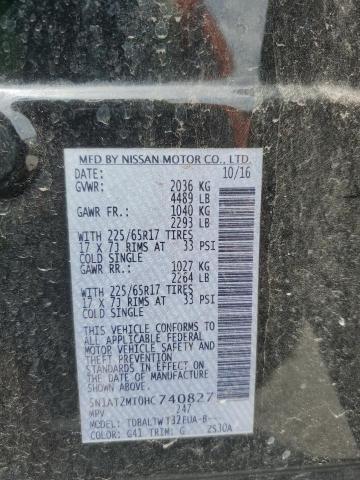 MFD BY NISSAN MOTOR CO., LTD.
DATE: 10/16
GVWR: 2036 KG
4489 LB
GAWR FR.: 1040 KG
2293 LB
WITH 225/65R17 TIRES
17 X 7J RIMS AT 33 PSI
COLD SINGLE
GAWR RR.: 1027 KG
2264 LB
WITH 225/65R17 TIRES
17 X 7J RIMS AT 33 PSI
COLD SINGLE
THIS VEHICLE CONFORMS TO
ALL APPLICABLE FEDERAL
MOTOR VEHICLE SAFETY
AND THEFT PREVENTION
STANDARDS IN EFFECT ON
THE DATE OF MANUFACTURE
SHOWN ABOVE.
5N1AT2MT0HC740827
MPV 247
MODEL:
COLOR: G41 TRIM: G